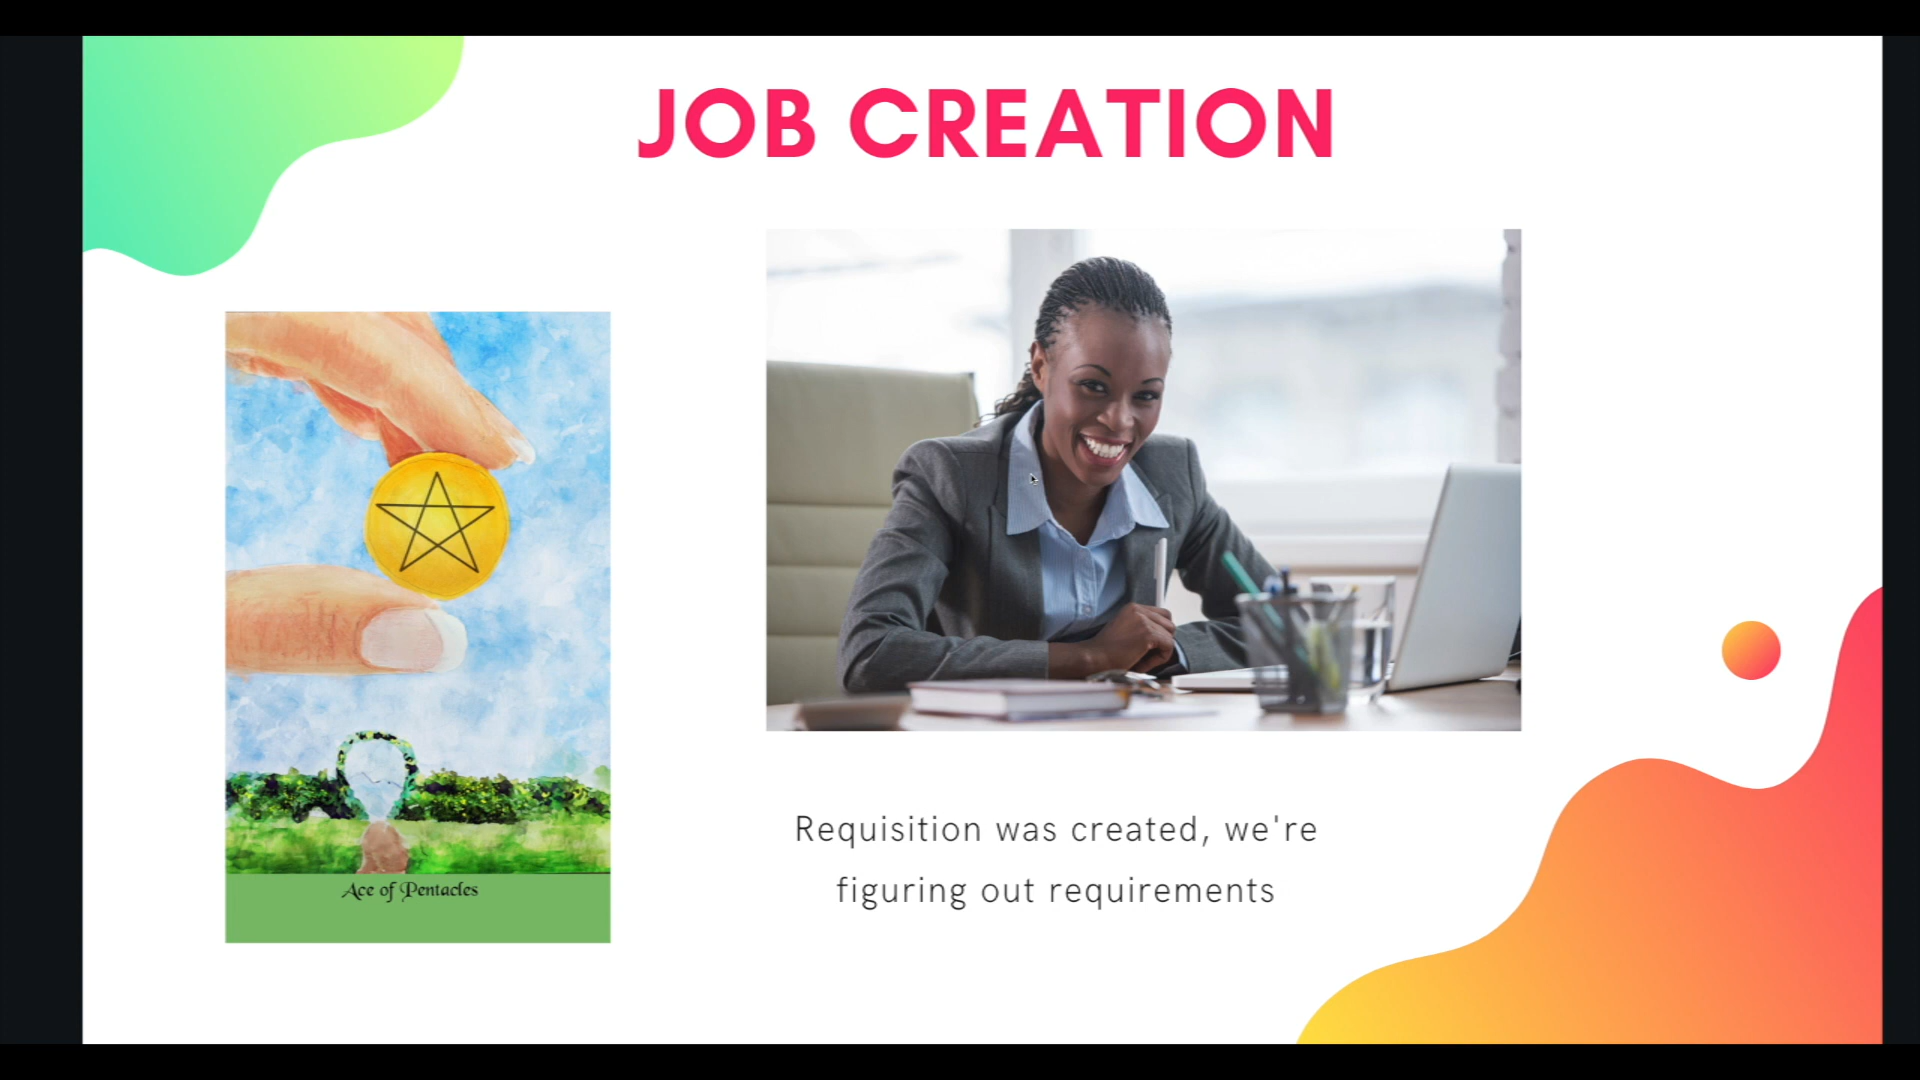 JOB CREATION
Ace of Pentacles
Requisition was created, we're
figuring out requirements